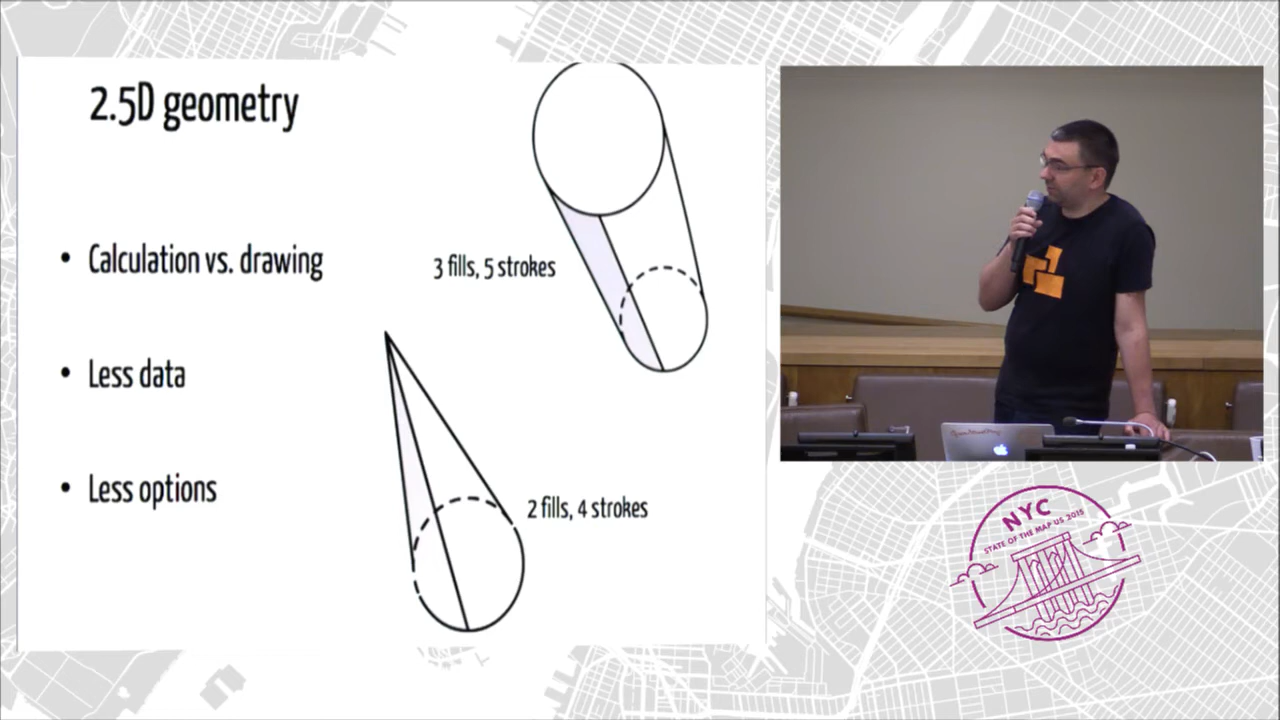 2.5D geometry
• Calculation vs. drawing
• Less data
• Less options
3 fills, 5 strokes
2 fills, 4 strokes
NYC
STATE OF THE MAP US 2015